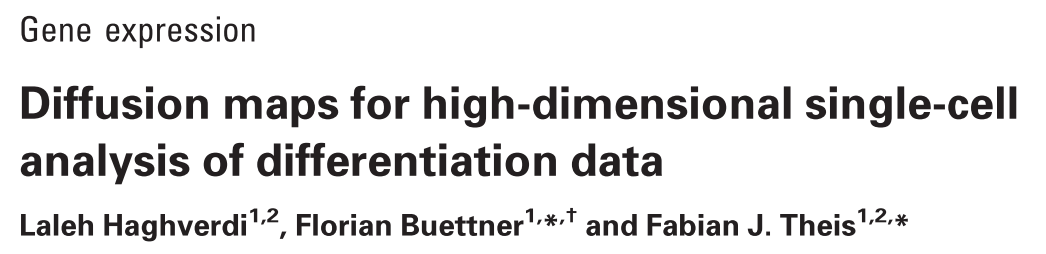 Gene expression
Diffusion maps for high-dimensional single-cell
analysis of differentiation data
Laleh Haghverdi1,2, Florian Buettner1,*,† and Fabian J. Theis1,2,*